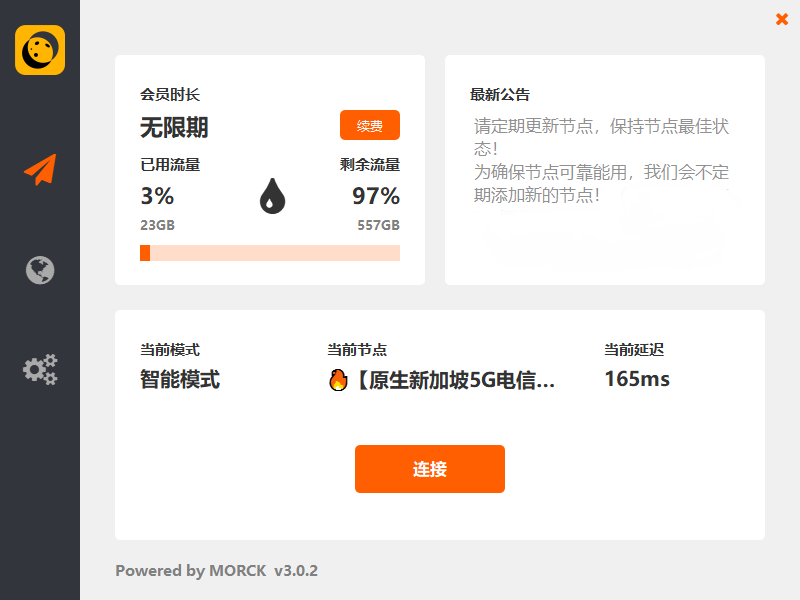 会员时长
无限期
续费
已用流量
剩余流量
3%
97%
23GB
557GB
最新公告
请定期更新节点，保持节点最佳状
态！
为确保节点可靠能用，我们会不定
期添加新的节点！
当前模式
智能模式
当前节点
🔥【原生新加坡5G电信...
当前延迟
165ms
连接
Powered by MORCK v3.0.2